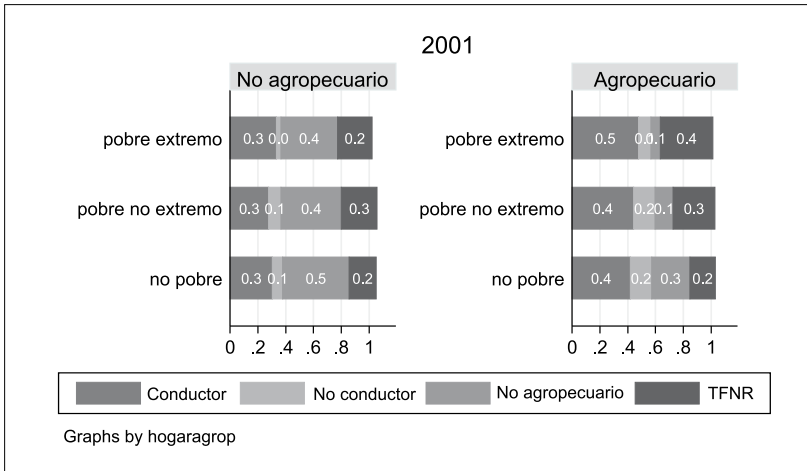 2001
No agropecuario
pobre extremo 0.3 0.0 0.4 0.2
pobre no extremo 0.3 0.1 0.4 0.3
no pobre 0.3 0.1 0.5 0.2
0 .2 .4 .6 .8 1
Agropecuario
pobre extremo 0.5 0.1 0.4
pobre no extremo 0.4 0.2 0.1 0.3
no pobre 0.4 0.2 0.3 0.2
0 .2 .4 .6 .8 1
Conductor No conductor No agropecuario TFNR
Graphs by hogaragrop